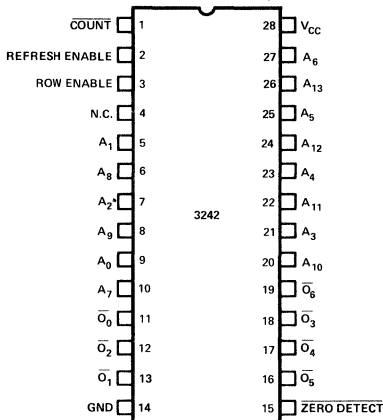 COUNT 1 28 VCC
REFRESH ENABLE 2 27 A6
ROW ENABLE 3 26 A13
N.C. 4 25 A5
A1 5 24 A12
A8 6 23 A4
A2 7 22 A11
3242
A9 8 21 A3
A0 9 20 A10
A7 10 19 O6
O0 11 18 O3
O2 12 17 O4
O1 13 16 O5
GND 14 15 ZERO DETECT